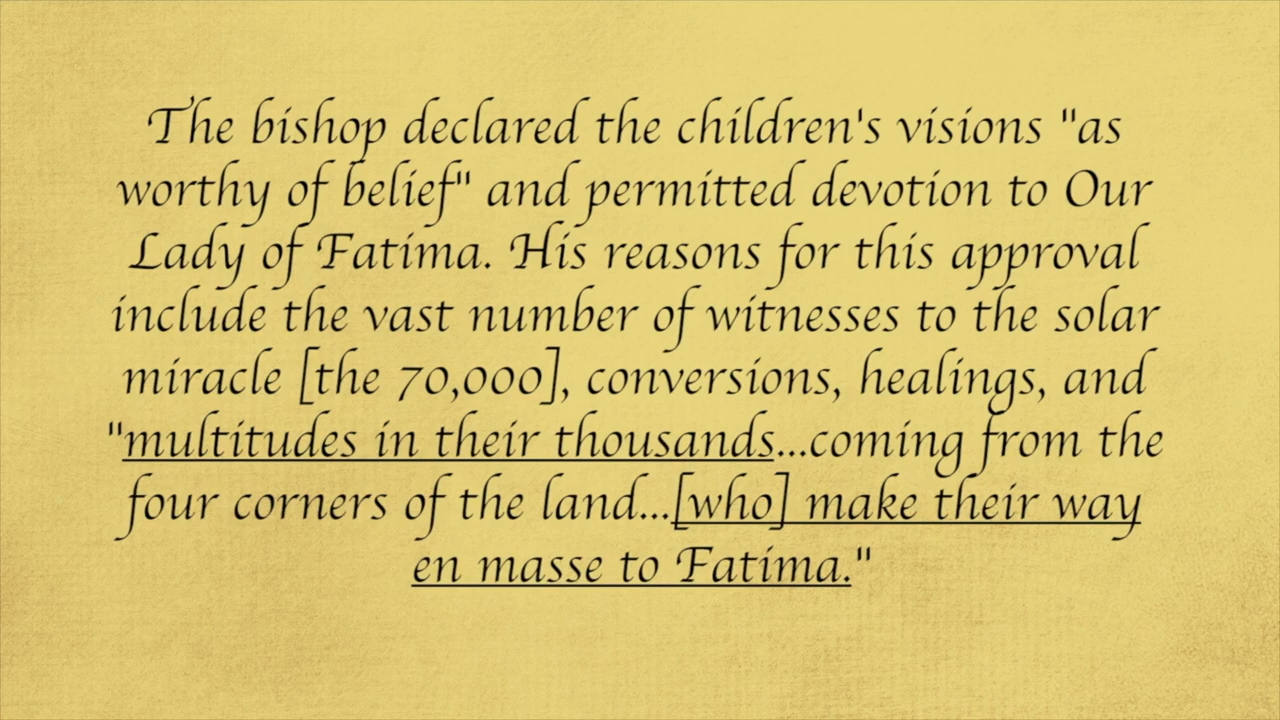 The bishop declared the children's visions "as
worthy of belief" and permitted devotion to Our
Lady of Fatima. His reasons for this approval
include the vast number of witnesses to the solar
miracle [the 70,000], conversions, healings, and
"multitudes in their thousands...coming from the
four corners of the land...[who] make their way
en masse to Fatima."